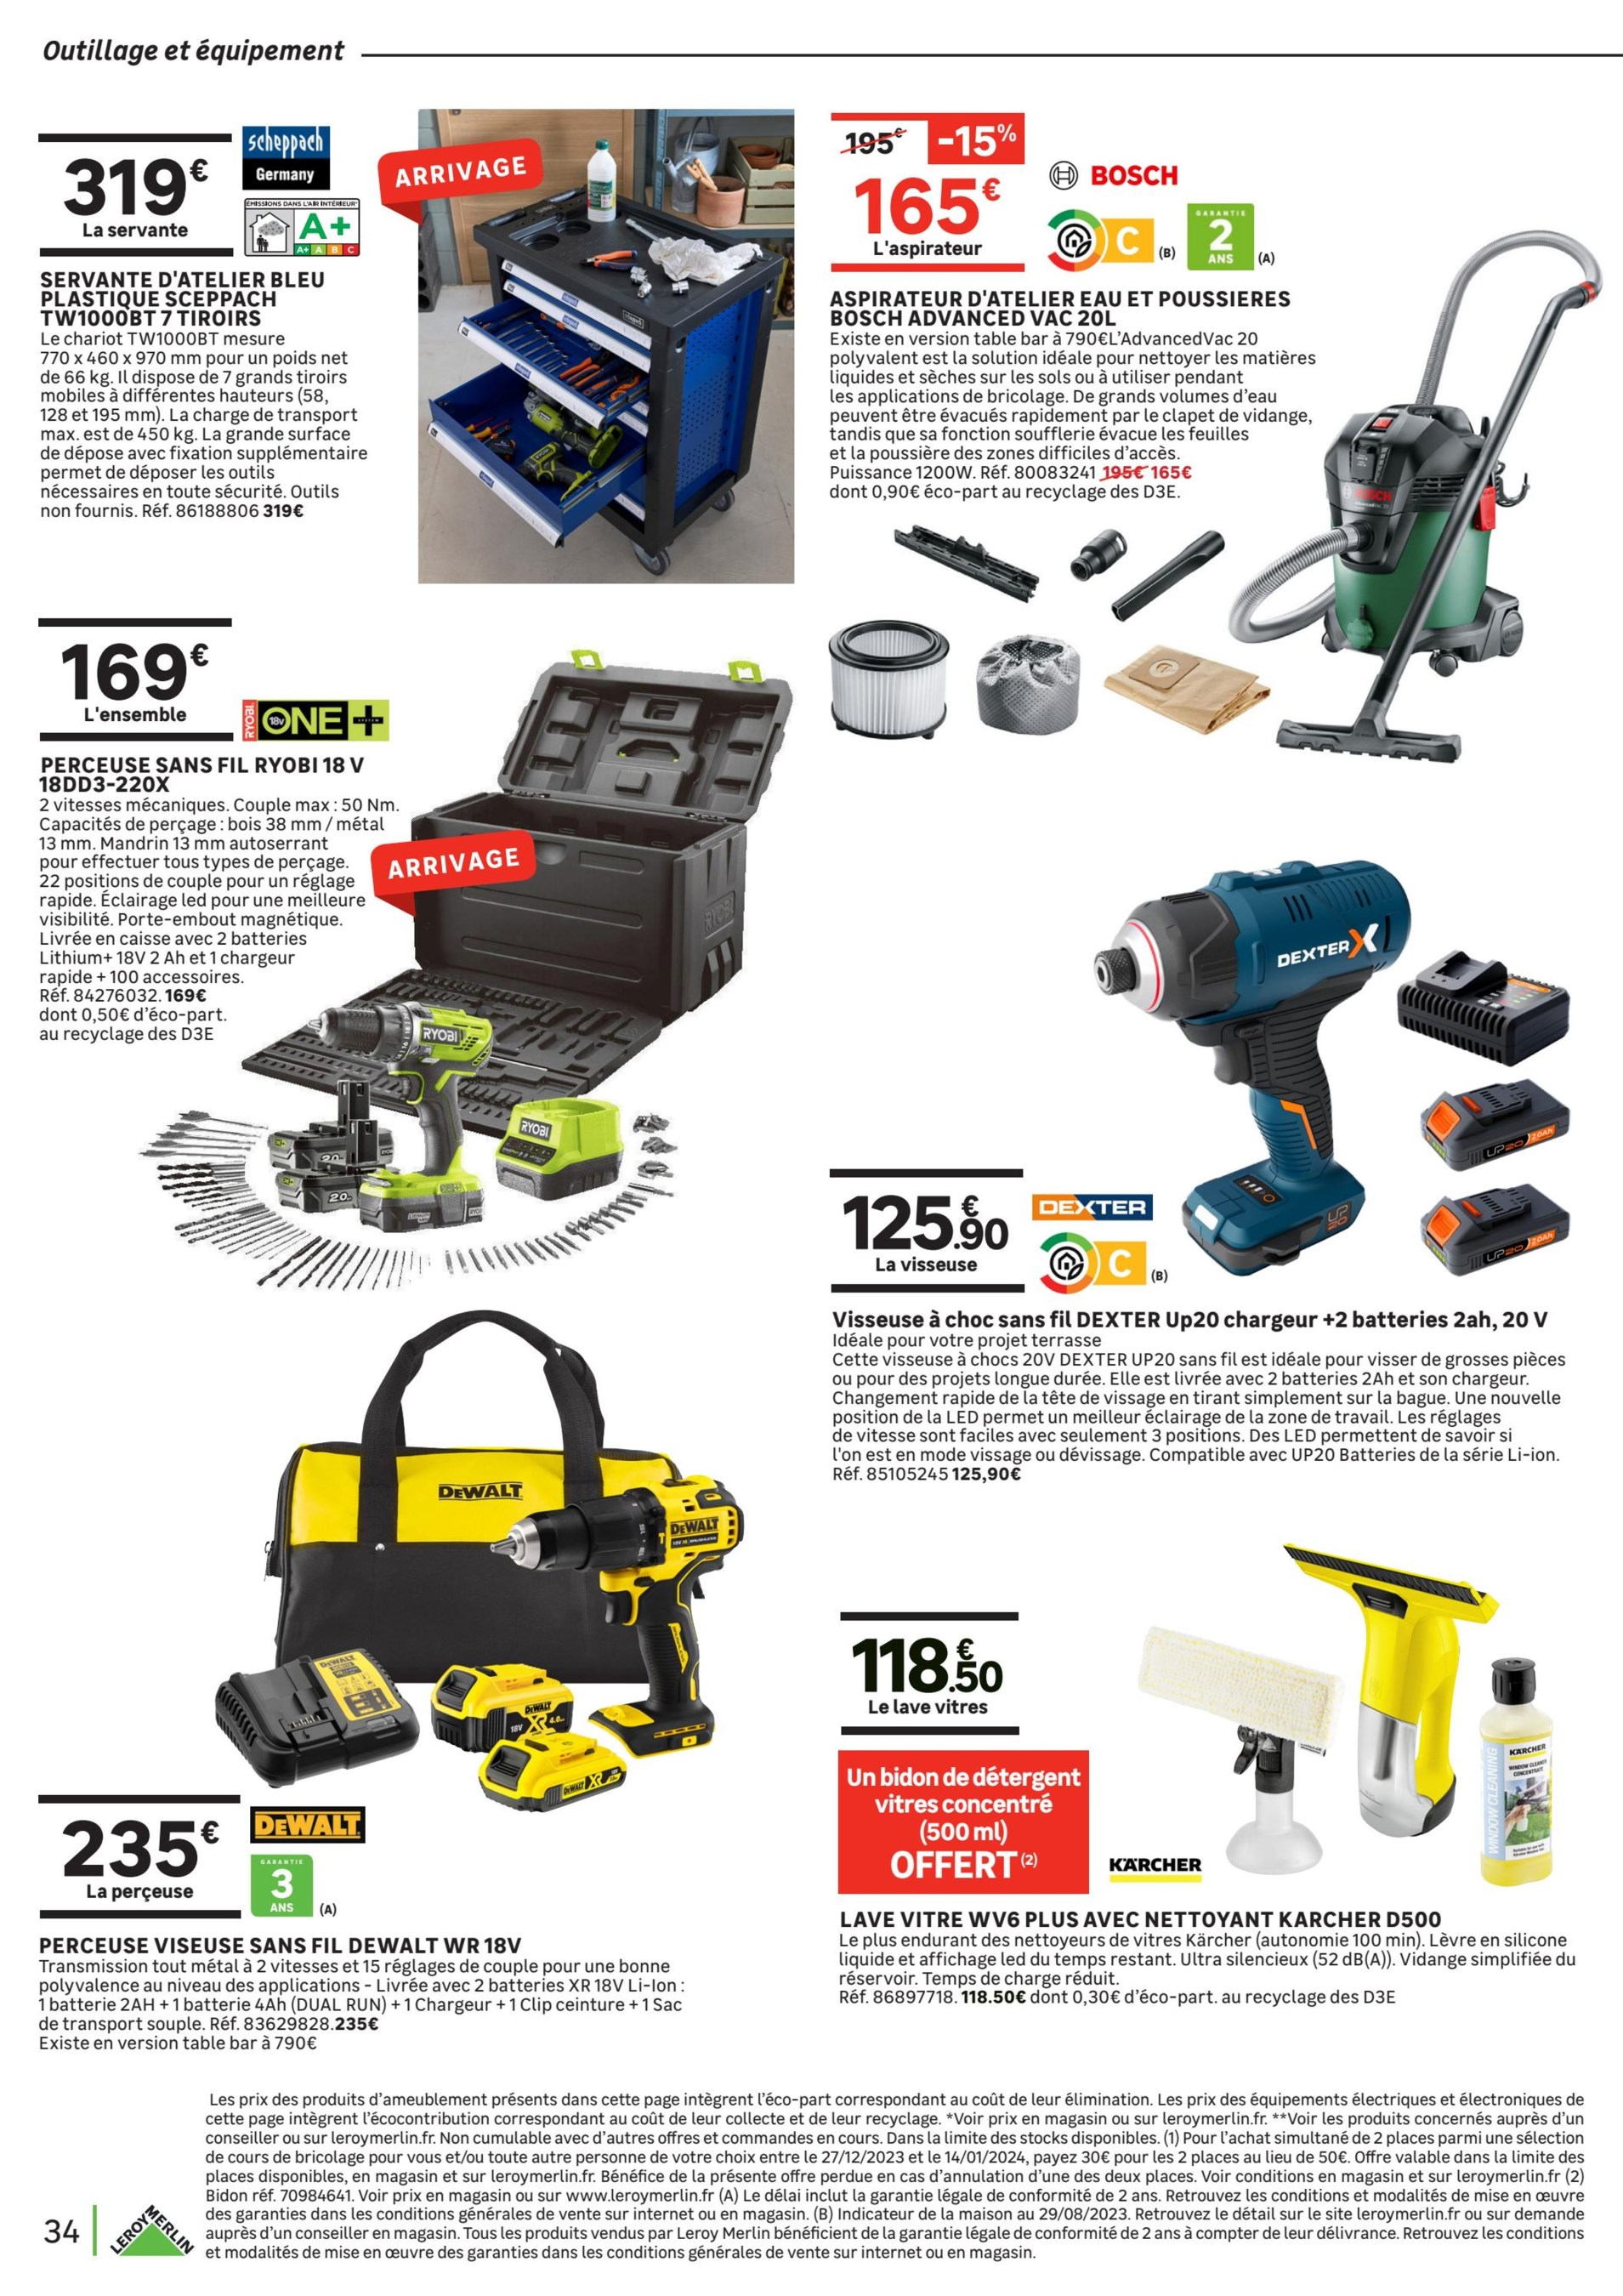 Outillage et équipement
319€
La servante
scheppach
Germany
ÉMISSIONS DANS L'AIR INTÉRIEUR*
A+
A+ A B C
ARRIVAGE
SERVANTE D'ATELIER BLEU
PLASTIQUE SCEPPACH
TW1000BT 7 TIROIRS
Le chariot TW1000BT mesure
770 x 460 x 970 mm pour un poids net
de 66 kg. Il dispose de 7 grands tiroirs
mobiles à différentes hauteurs (58,
128 et 195 mm). La charge de transport
max. est de 450 kg. La grande surface
de dépose avec fixation supplémentaire
permet de déposer les outils
nécessaires en toute sécurité. Outils
non fournis. Réf. 86188806 319€
195€ -15%
165€
L'aspirateur
BOSCH
C (B)
GARANTIE
2
ANS (A)
ASPIRATEUR D'ATELIER EAU ET POUSSIERES
BOSCH ADVANCED VAC 20L
Existe en version table bar à 790€L'AdvancedVac 20
polyvalent est la solution idéale pour nettoyer les matières
liquides et sèches sur les sols ou à utiliser pendant
les applications de bricolage. De grands volumes d'eau
peuvent être évacués rapidement par le clapet de vidange,
tandis que sa fonction soufflerie évacue les feuilles
et la poussière des zones difficiles d'accès.
Puissance 1200W. Réf. 80083241 195€ 165€
dont 0,90€ éco-part au recyclage des D3E.
BOSCH
169€
L'ensemble
RYOBI 18V ONE+ SYSTEM
PERCEUSE SANS FIL RYOBI 18 V
18DD3-220X
2 vitesses mécaniques. Couple max : 50 Nm.
Capacités de perçage : bois 38 mm / métal
13 mm. Mandrin 13 mm autoserrant
pour effectuer tous types de perçage.
22 positions de couple pour un réglage
rapide. Éclairage led pour une meilleure
visibilité. Porte-embout magnétique.
Livrée en caisse avec 2 batteries
Lithium+ 18V 2 Ah et 1 chargeur
rapide + 100 accessoires.
Réf. 84276032. 169€
dont 0,50€ d'éco-part.
au recyclage des D3E
ARRIVAGE
RYOBI
RYOBI
RYOBI
2.0
2.0
DEXTER X
UP20
UP20 2.0Ah
UP20 2.0Ah
125€.90
La visseuse
DEXTER
C (B)
Visseuse à choc sans fil DEXTER Up20 chargeur +2 batteries 2ah, 20 V
Idéale pour votre projet terrasse
Cette visseuse à chocs 20V DEXTER UP20 sans fil est idéale pour visser de grosses pièces
ou pour des projets longue durée. Elle est livrée avec 2 batteries 2Ah et son chargeur.
Changement rapide de la tête de vissage en tirant simplement sur la bague. Une nouvelle
position de la LED permet un meilleur éclairage de la zone de travail. Les réglages
de vitesse sont faciles avec seulement 3 positions. Des LED permettent de savoir si
l'on est en mode vissage ou dévissage. Compatible avec UP20 Batteries de la série Li-ion.
Réf. 85105245 125,90€
DEWALT
DEWALT
DEWALT
DEWALT
18V XR 4.0
DEWALT XR
235€
La perçeuse
DEWALT
GARANTIE
3
ANS (A)
PERCEUSE VISEUSE SANS FIL DEWALT WR 18V
Transmission tout métal à 2 vitesses et 15 réglages de couple pour une bonne
polyvalence au niveau des applications - Livrée avec 2 batteries XR 18V Li-Ion :
1 batterie 2AH + 1 batterie 4Ah (DUAL RUN) + 1 Chargeur + 1 Clip ceinture + 1 Sac
de transport souple. Réf. 83629828.235€
Existe en version table bar à 790€
118€.50
Le lave vitres
Un bidon de détergent
vitres concentré
(500 ml)
OFFERT (2)
KÄRCHER
KÄRCHER
WINDOW CLEANER
CONCENTRATE
WINDOW CLEANING
LAVE VITRE WV6 PLUS AVEC NETTOYANT KARCHER D500
Le plus endurant des nettoyeurs de vitres Kärcher (autonomie 100 min). Lèvre en silicone
liquide et affichage led du temps restant. Ultra silencieux (52 dB(A)). Vidange simplifiée du
réservoir. Temps de charge réduit.
Réf. 86897718. 118.50€ dont 0,30€ d'éco-part. au recyclage des D3E
Les prix des produits d'ameublement présents dans cette page intègrent l'éco-part correspondant au coût de leur élimination. Les prix des équipements électriques et électroniques de
cette page intègrent l'écocontribution correspondant au coût de leur collecte et de leur recyclage. *Voir prix en magasin ou sur leroymerlin.fr. **Voir les produits concernés auprès d'un
conseiller ou sur leroymerlin.fr. Non cumulable avec d'autres offres et commandes en cours. Dans la limite des stocks disponibles. (1) Pour l'achat simultané de 2 places parmi une sélection
de cours de bricolage pour vous et/ou toute autre personne de votre choix entre le 27/12/2023 et le 14/01/2024, payez 30€ pour les 2 places au lieu de 50€. Offre valable dans la limite des
places disponibles, en magasin et sur leroymerlin.fr. Bénéfice de la présente offre perdue en cas d'annulation d'une des deux places. Voir conditions en magasin et sur leroymerlin.fr (2)
Bidon réf. 70984641. Voir prix en magasin ou sur www.leroymerlin.fr (A) Le délai inclut la garantie légale de conformité de 2 ans. Retrouvez les conditions et modalités de mise en œuvre
des garanties dans les conditions générales de vente sur internet ou en magasin. (B) Indicateur de la maison au 29/08/2023. Retrouvez le détail sur le site leroymerlin.fr ou sur demande
auprès d'un conseiller en magasin. Tous les produits vendus par Leroy Merlin bénéficient de la garantie légale de conformité de 2 ans à compter de leur délivrance. Retrouvez les conditions
et modalités de mise en œuvre des garanties dans les conditions générales de vente sur internet ou en magasin.
34
LEROY MERLIN